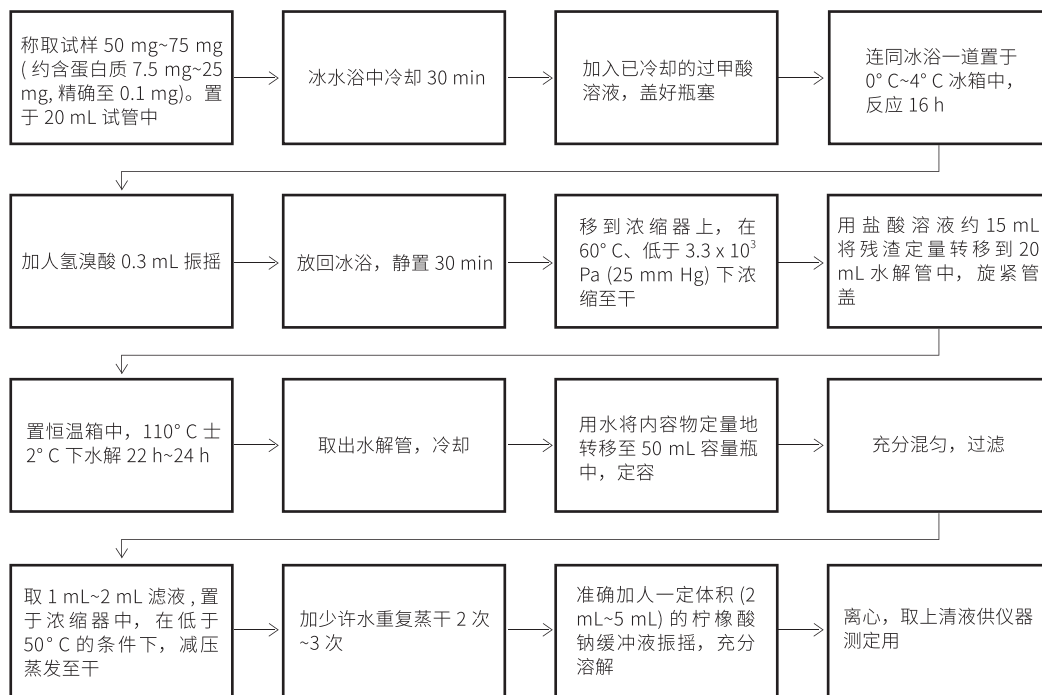 称取试样 50 mg~75 mg
( 约含蛋白质 7.5 mg~25
mg, 精确至 0.1 mg)。置
于 20 mL 试管中
冰水浴中冷却 30 min
加入已冷却的过甲酸
溶液，盖好瓶塞
连同冰浴一道置于
0° C~4° C 冰箱中，
反应 16 h
加人氢溴酸 0.3 mL 振摇
放回冰浴，静置 30 min
移到浓缩器上，在
60° C、低于 3.3 x 10³
Pa (25 mm Hg) 下浓
缩至干
用盐酸溶液约 15 mL
将残渣定量转移到 20
mL 水解管中，旋紧管
盖
置恒温箱中，110° C 士
2° C 下水解 22 h~24 h
取出水解管，冷却
用水将内容物定量地
转移至 50 mL 容量瓶
中，定容
充分混匀，过滤
取 1 mL~2 mL 滤液 , 置
于浓缩器中，在低于
50° C 的条件下，减压
蒸发至干
加少许水重复蒸干 2 次
~3 次
准确加人一定体积 (2
mL~5 mL) 的柠檬酸
钠缓冲液振摇，充分
溶解
离心，取上清液供仪器
测定用